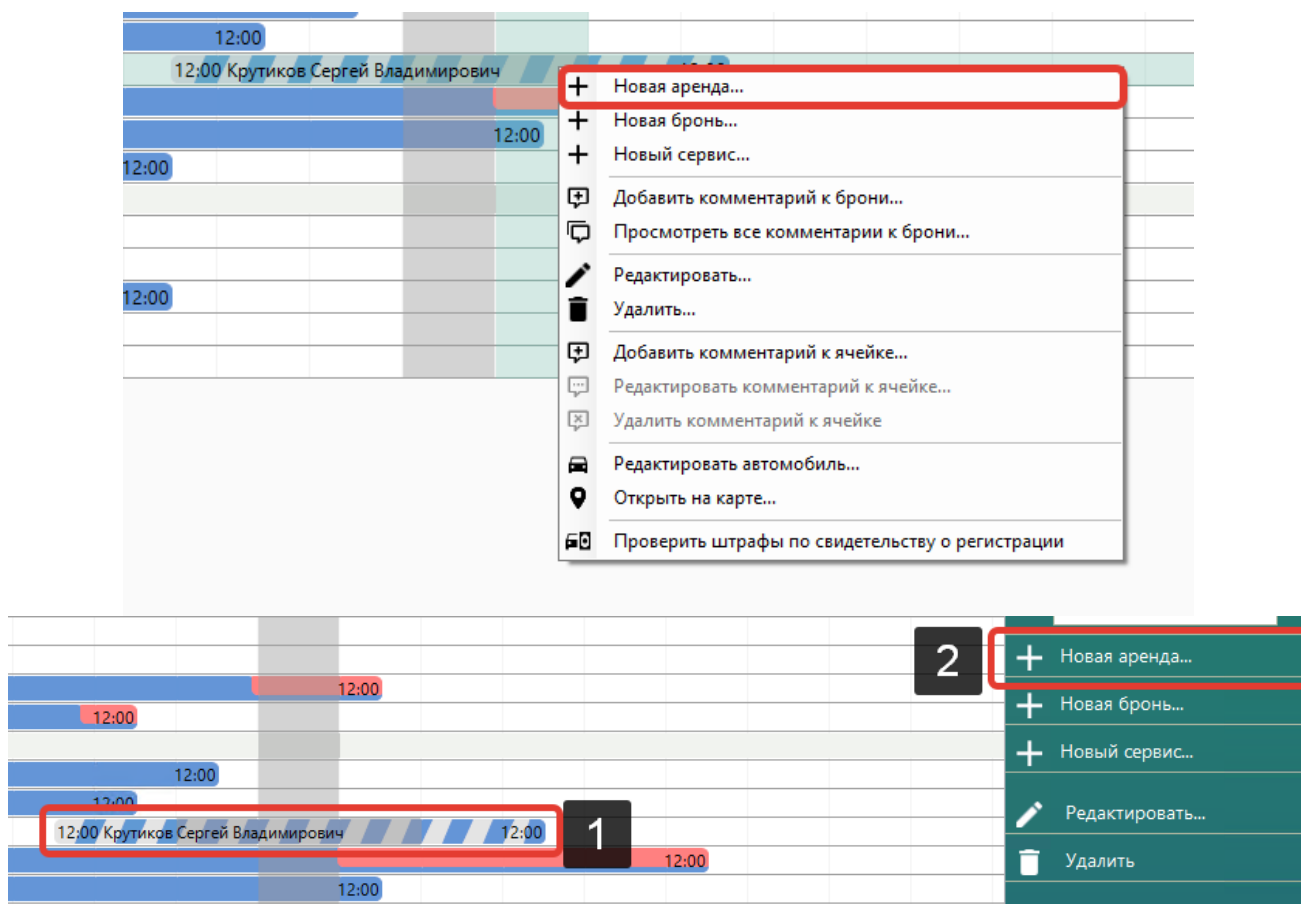 12:00
12:00 Крутиков Сергей Владимирович
Новая аренда...
Новая бронь...
12:00
Новый сервис...
12:00
Добавить комментарий к брони...
Просмотреть все комментарии к брони...
Редактировать...
12:00
Удалить...
Добавить комментарий к ячейке...
Редактировать комментарий к ячейке...
Удалить комментарий к ячейке
Редактировать автомобиль...
Открыть на карте...
Проверить штрафы по свидетельству о регистрации
2
Новая аренда...
12:00
Новая бронь...
12:00
Новый сервис...
12:00
12:00
Редактировать...
12:00 Крутиков Сергей Владимирович 12:00
1
12:00
Удалить
12:00